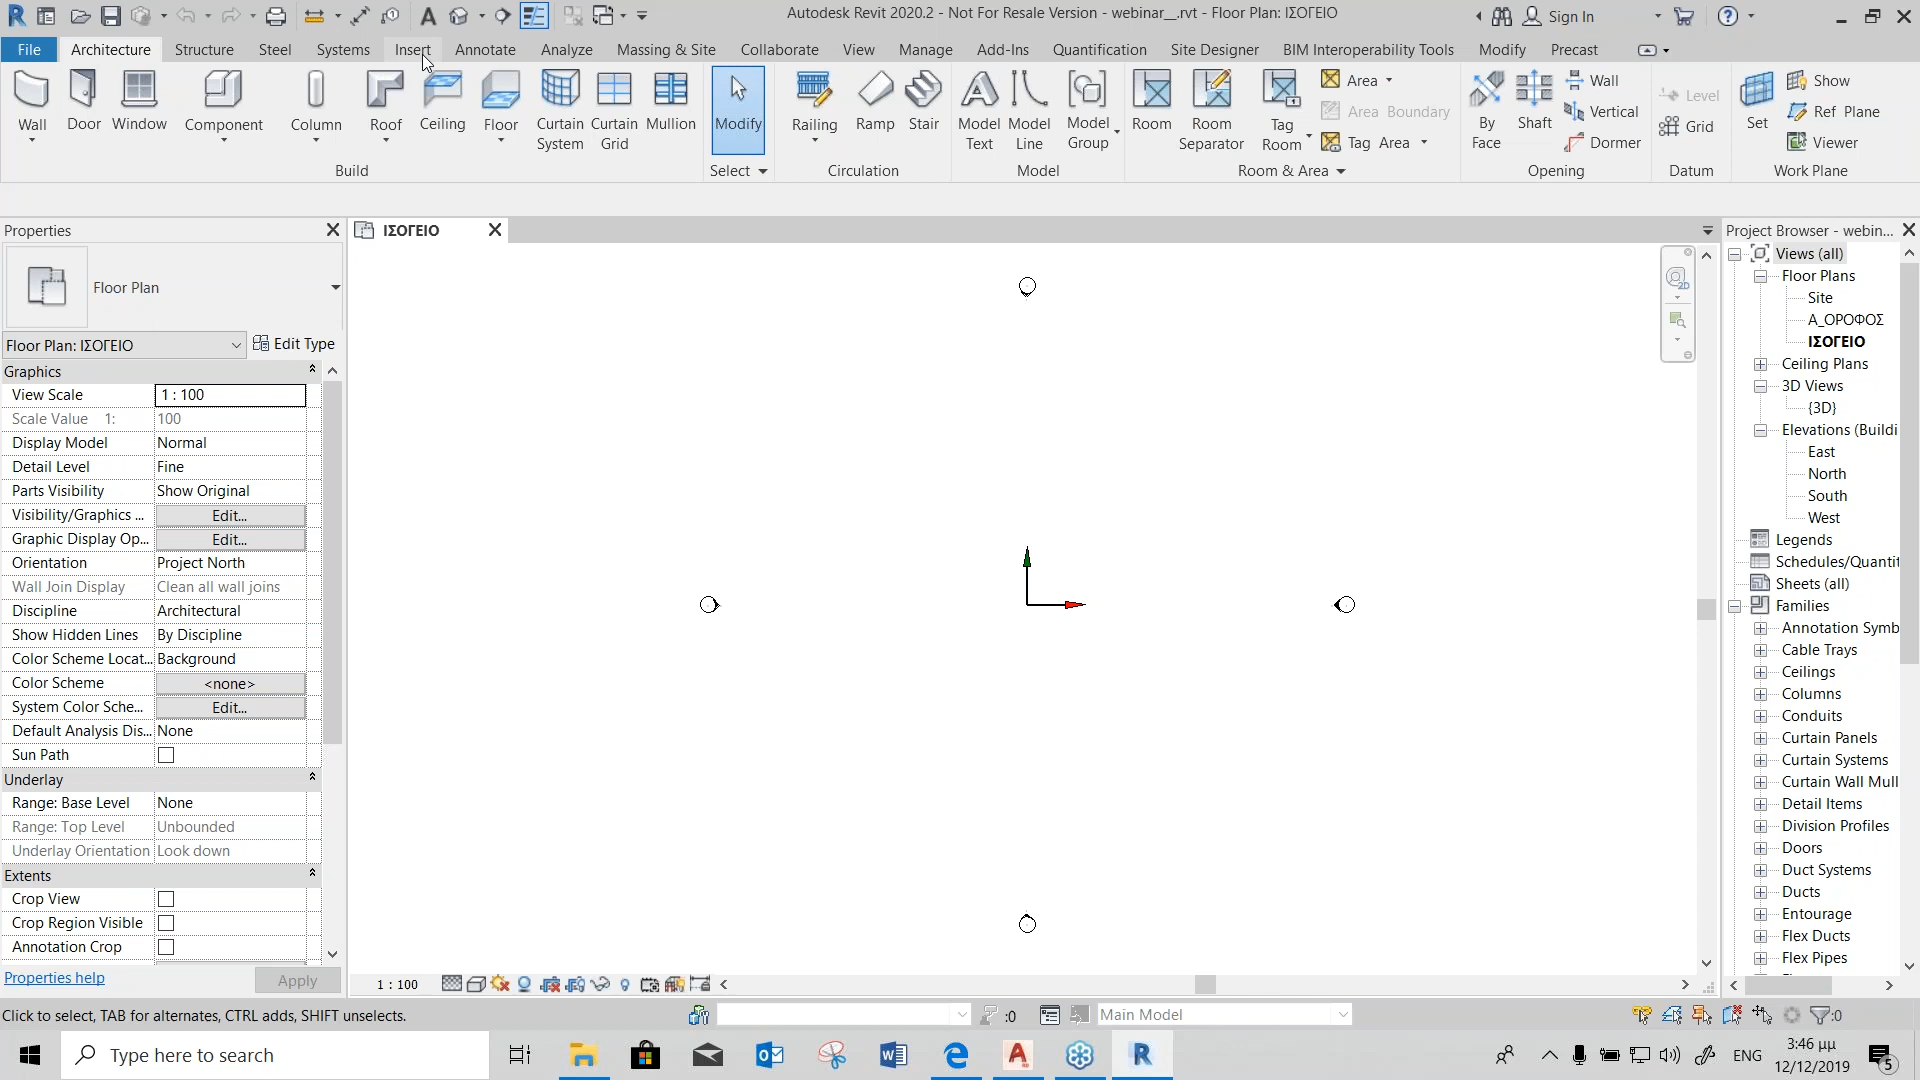 Autodesk Revit 2020.2 - Not For Resale Version - webinar__.rvt - Floor Plan: ΙΣΟΓΕΙΟ
Sign In
File Architecture Structure Steel Systems Insert Annotate Analyze Massing & Site Collaborate View Manage Add-Ins Quantification Site Designer BIM Interoperability Tools Modify Precast
Wall Door Window Component Column Roof Ceiling Floor Curtain System Curtain Grid Mullion
Modify
Railing Ramp Stair
Model Text Model Line Model Group
Room Room Separator Tag Room
Area
Area Boundary
Tag Area
By Face Shaft
Wall
Vertical
Dormer
Level
Grid
Set
Show
Ref Plane
Viewer
Build Select Circulation Model Room & Area Opening Datum Work Plane
Properties
Floor Plan
Floor Plan: ΙΣΟΓΕΙΟ Edit Type
Graphics
View Scale 1 : 100
Scale Value 1: 100
Display Model Normal
Detail Level Fine
Parts Visibility Show Original
Visibility/Graphics ... Edit...
Graphic Display Op... Edit...
Orientation Project North
Wall Join Display Clean all wall joins
Discipline Architectural
Show Hidden Lines By Discipline
Color Scheme Locat... Background
Color Scheme <none>
System Color Sche... Edit...
Default Analysis Dis... None
Sun Path
Underlay
Range: Base Level None
Range: Top Level Unbounded
Underlay Orientation Look down
Extents
Crop View
Crop Region Visible
Annotation Crop
Properties help Apply
ΙΣΟΓΕΙΟ
2D
1 : 100
Project Browser - webin...
Views (all)
Floor Plans
Site
Α_ΟΡΟΦΟΣ
ΙΣΟΓΕΙΟ
Ceiling Plans
3D Views
{3D}
Elevations (Buildi
East
North
South
West
Legends
Schedules/Quantit
Sheets (all)
Families
Annotation Symb
Cable Trays
Ceilings
Columns
Conduits
Curtain Panels
Curtain Systems
Curtain Wall Mull
Detail Items
Division Profiles
Doors
Duct Systems
Ducts
Entourage
Flex Ducts
Flex Pipes
Click to select, TAB for alternates, CTRL adds, SHIFT unselects.
:0
Main Model
:0
Type here to search
ENG
3:46 μμ
12/12/2019
5